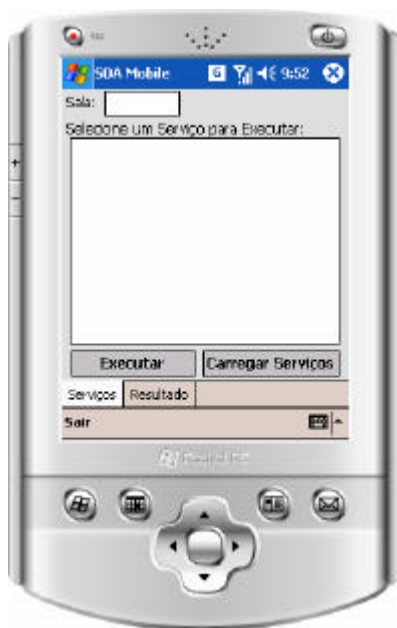 SDA Mobile G 9:52
Sala:
Selecione um Serviço para Executar:
Executar Carregar Serviços
Serviços Resultado
Sair